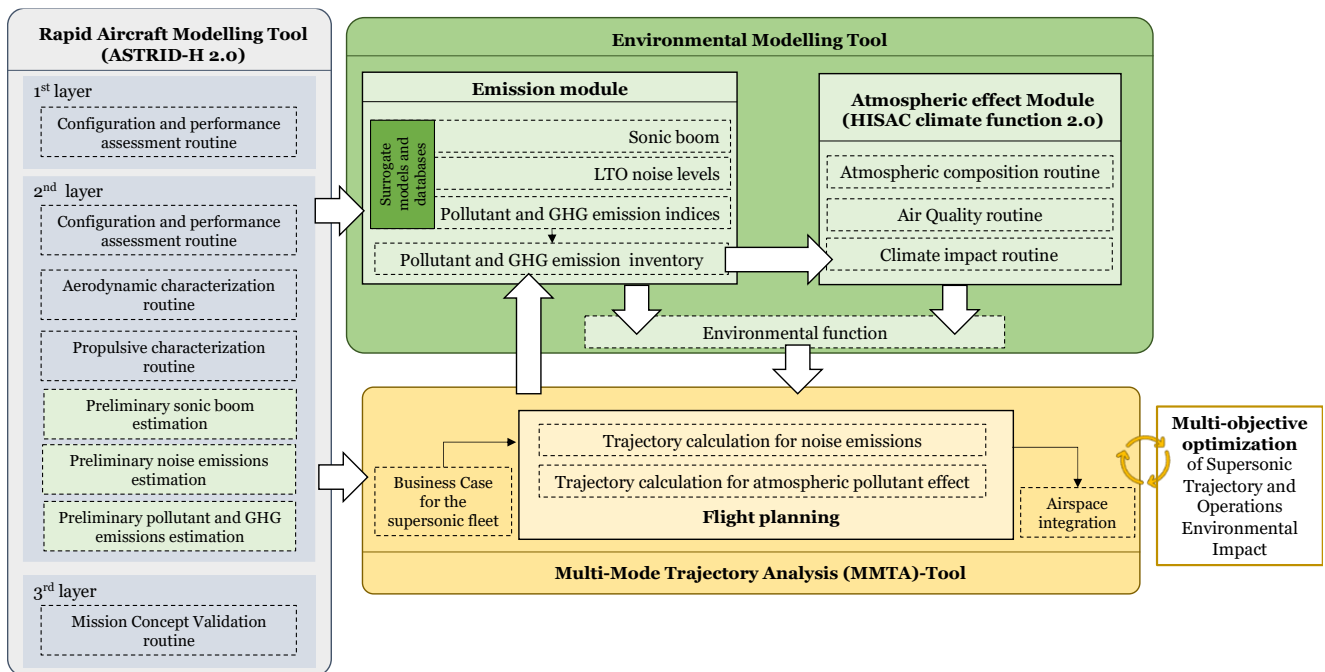 Rapid Aircraft Modelling Tool
(ASTRID-H 2.0)
1st layer
Configuration and performance
assessment routine
2nd layer
Configuration and performance
assessment routine
Aerodynamic characterization
routine
Propulsive characterization
routine
Preliminary sonic boom
estimation
Preliminary noise emissions
estimation
Preliminary pollutant and GHG
emissions estimation
3rd layer
Mission Concept Validation
routine
Environmental Modelling Tool
Emission module
Surrogate
models and
databases
Sonic boom
LTO noise levels
Pollutant and GHG emission indices
Pollutant and GHG emission inventory
Atmospheric effect Module
(HISAC climate function 2.0)
Atmospheric composition routine
Air Quality routine
Climate impact routine
Environmental function
Business Case
for the
supersonic fleet
Trajectory calculation for noise emissions
Trajectory calculation for atmospheric pollutant effect
Flight planning
Airspace
integration
Multi-Mode Trajectory Analysis (MMTA)-Tool
Multi-objective
optimization
of Supersonic
Trajectory and
Operations
Environmental
Impact